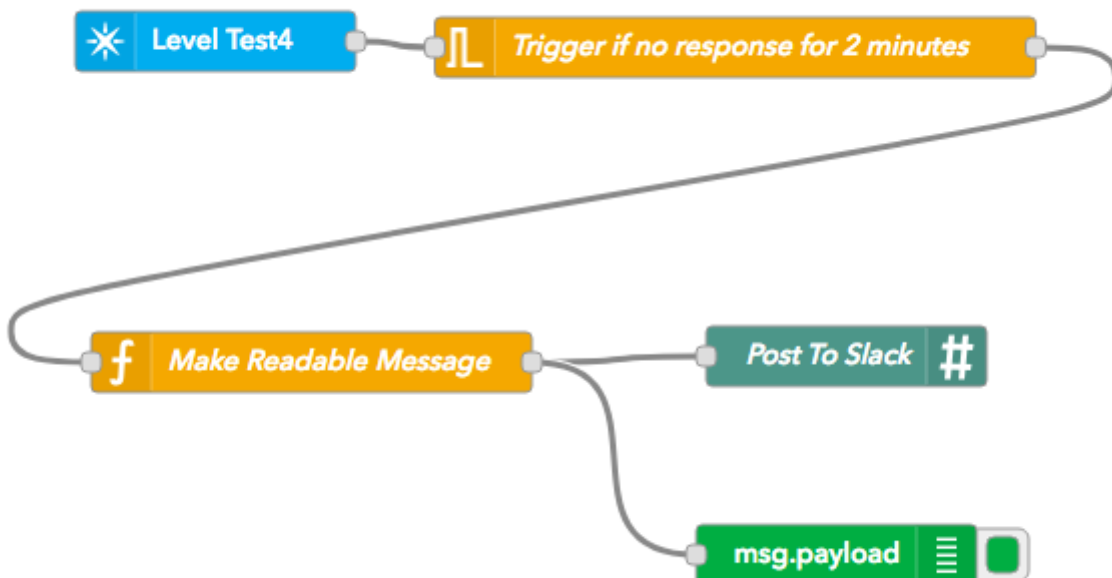 Level Test4
Trigger if no response for 2 minutes
Make Readable Message
Post To Slack #
msg.payload